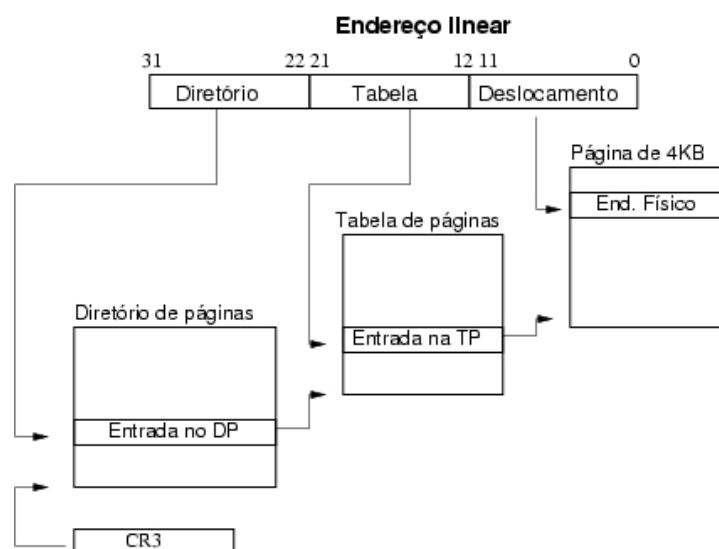 Endereço lInear
31 22 21 12 11 0
Diretório Tabela Deslocamento
Página de 4KB
End. Físico
Tabela de páginas
Diretório de páginas
Entrada na TP
Entrada no DP
CR3